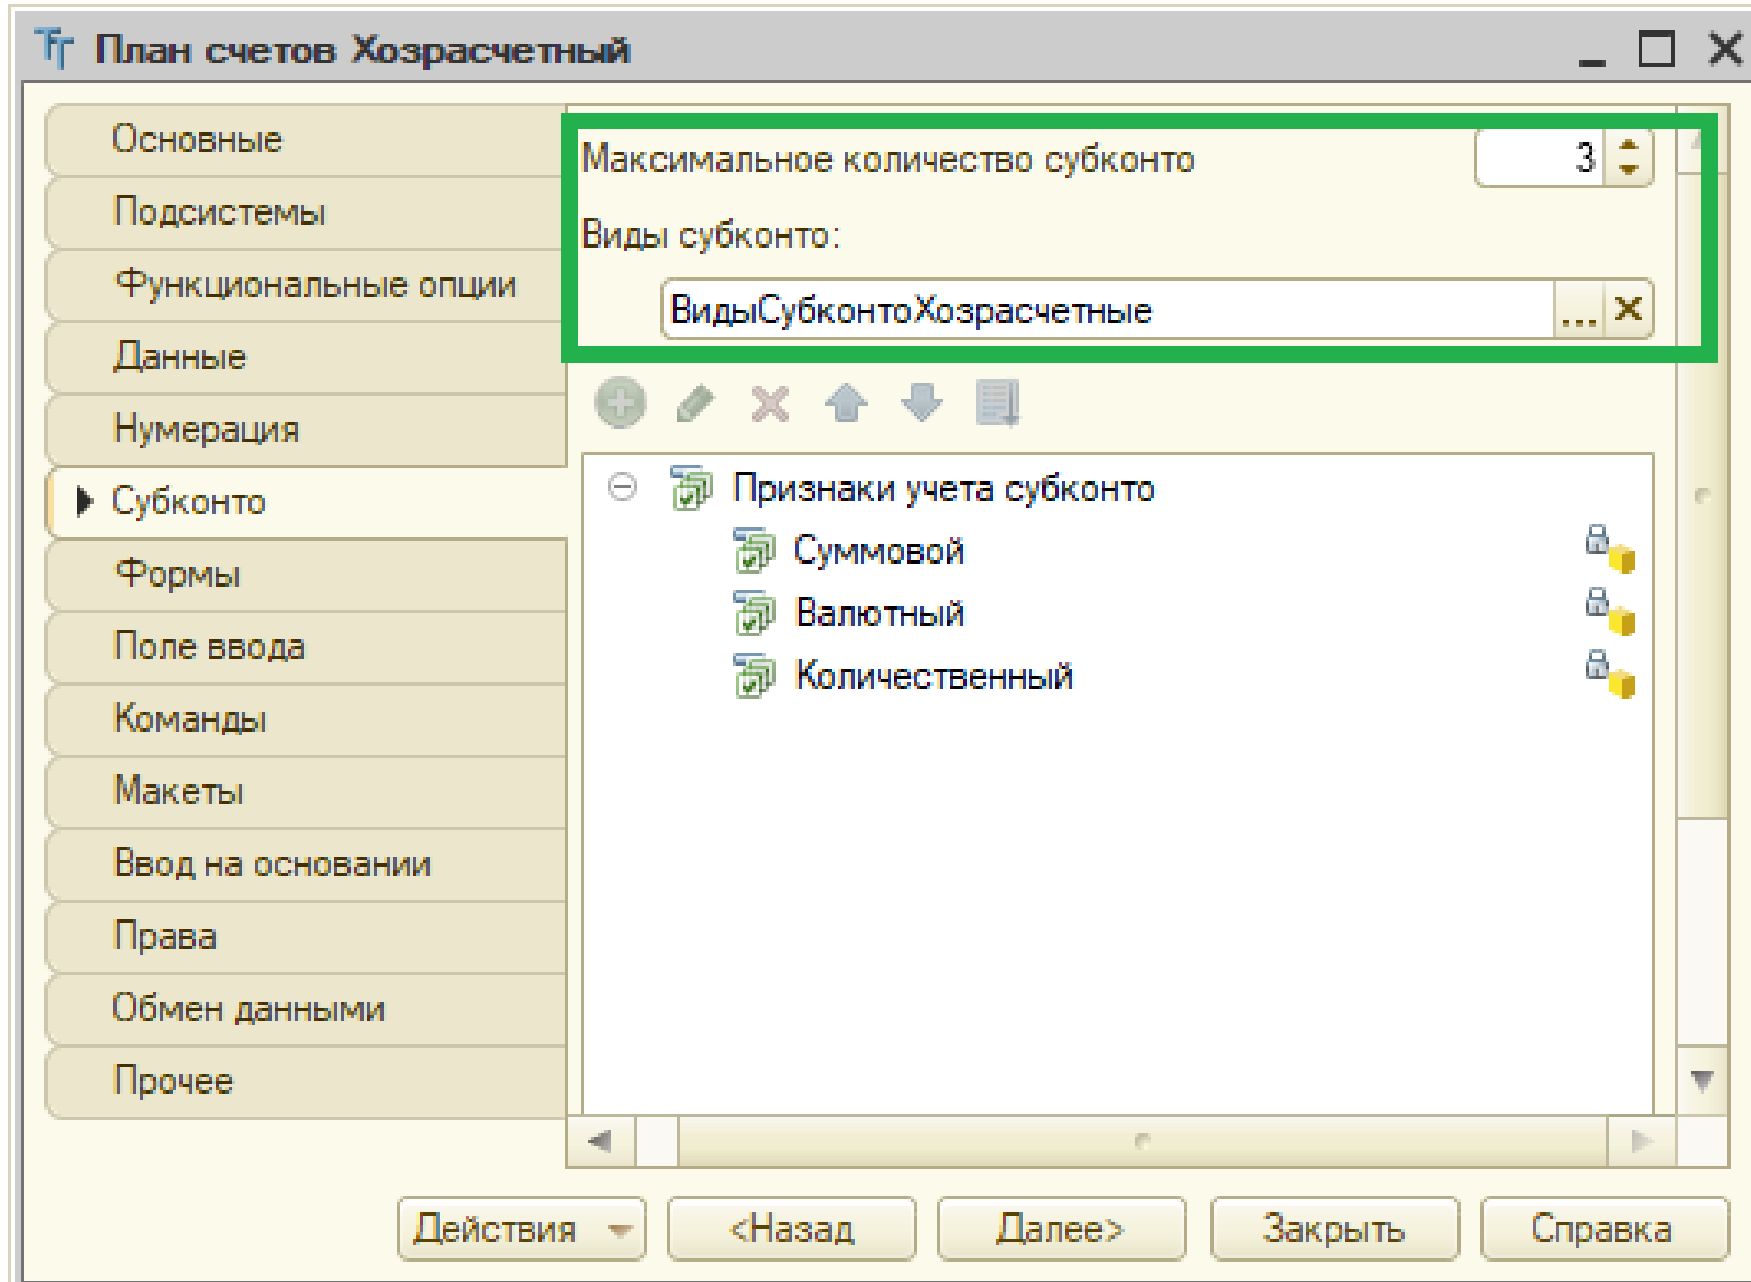 План счетов Хозрасчетный
Основные
Подсистемы
Функциональные опции
Данные
Нумерация
Субконто
Формы
Поле ввода
Команды
Макеты
Ввод на основании
Права
Обмен данными
Прочее
Максимальное количество субконто 3
Виды субконто:
ВидыСубконтоХозрасчетные ...
Признаки учета субконто
Суммовой
Валютный
Количественный
Действия <Назад Далее> Закрыть Справка